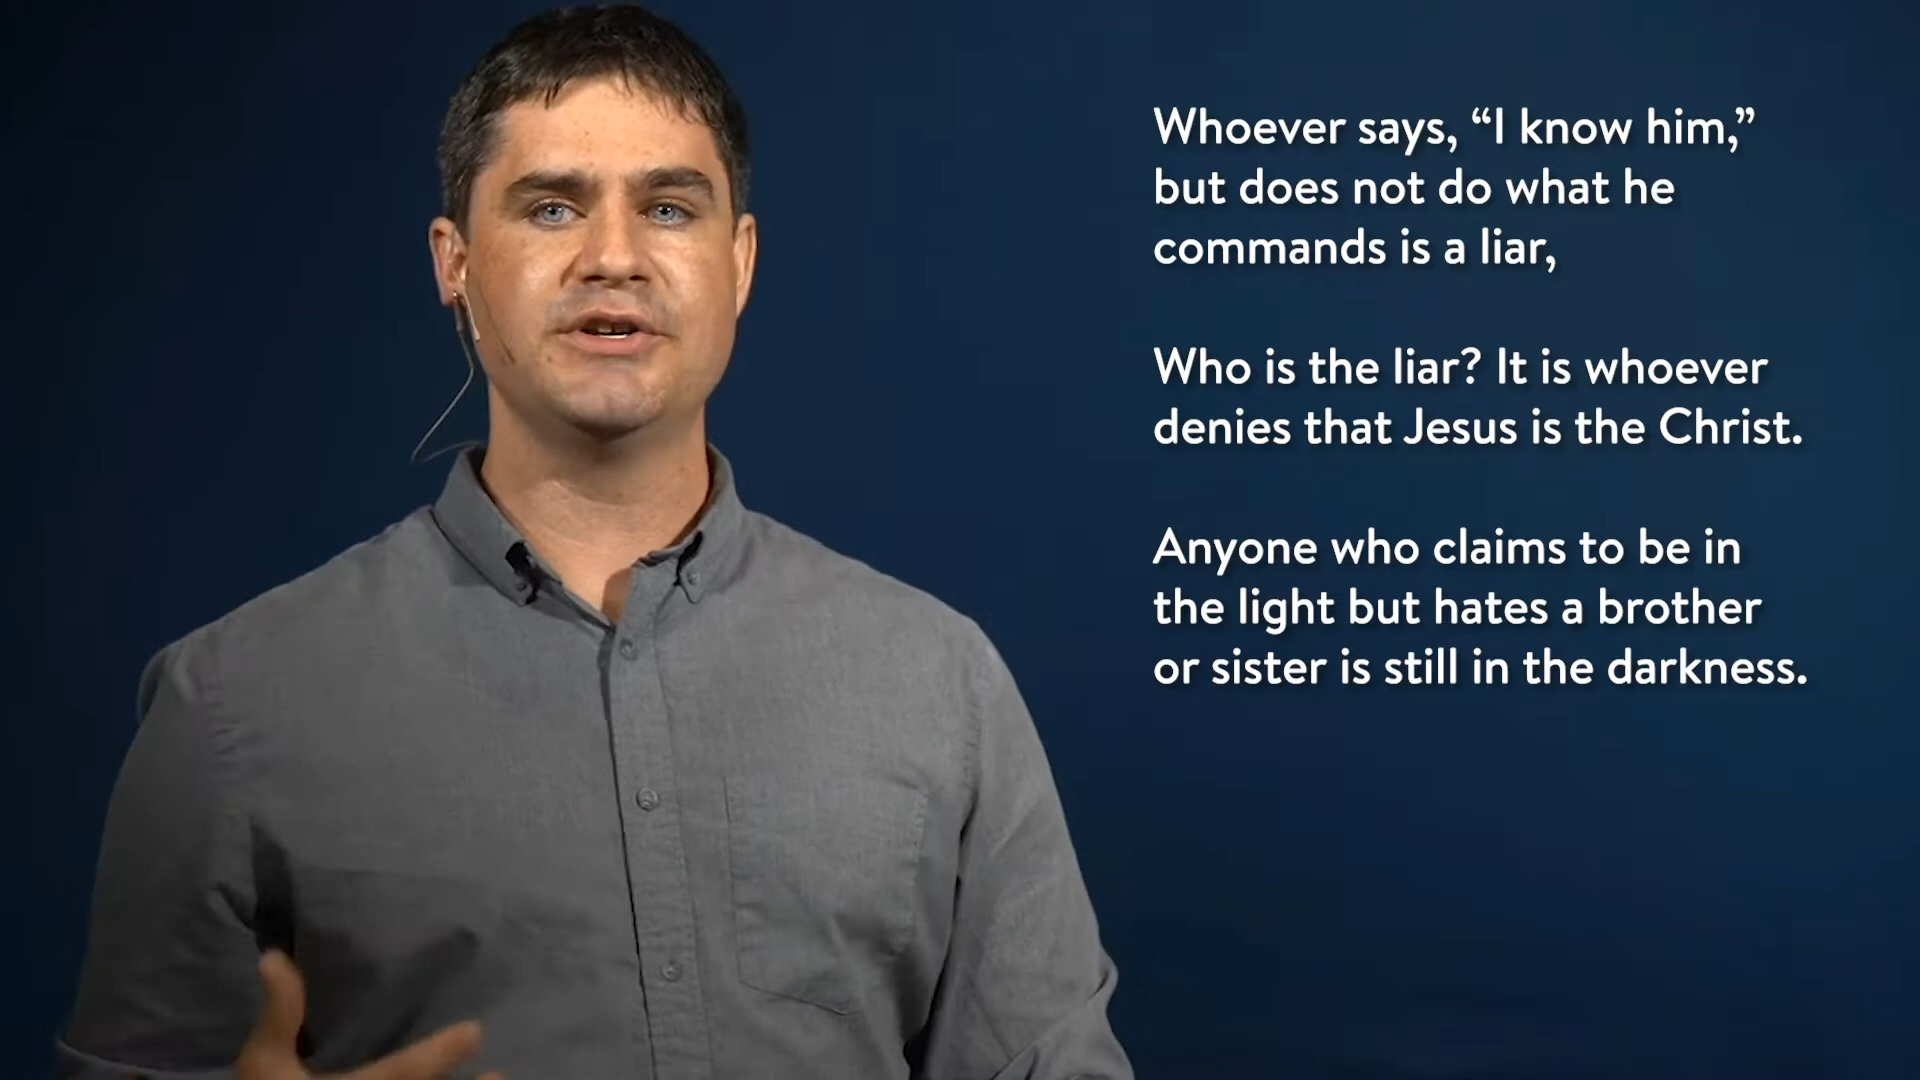 Whoever says, “I know him,”
but does not do what he
commands is a liar,
Who is the liar? It is whoever
denies that Jesus is the Christ.
Anyone who claims to be in
the light but hates a brother
or sister is still in the darkness.